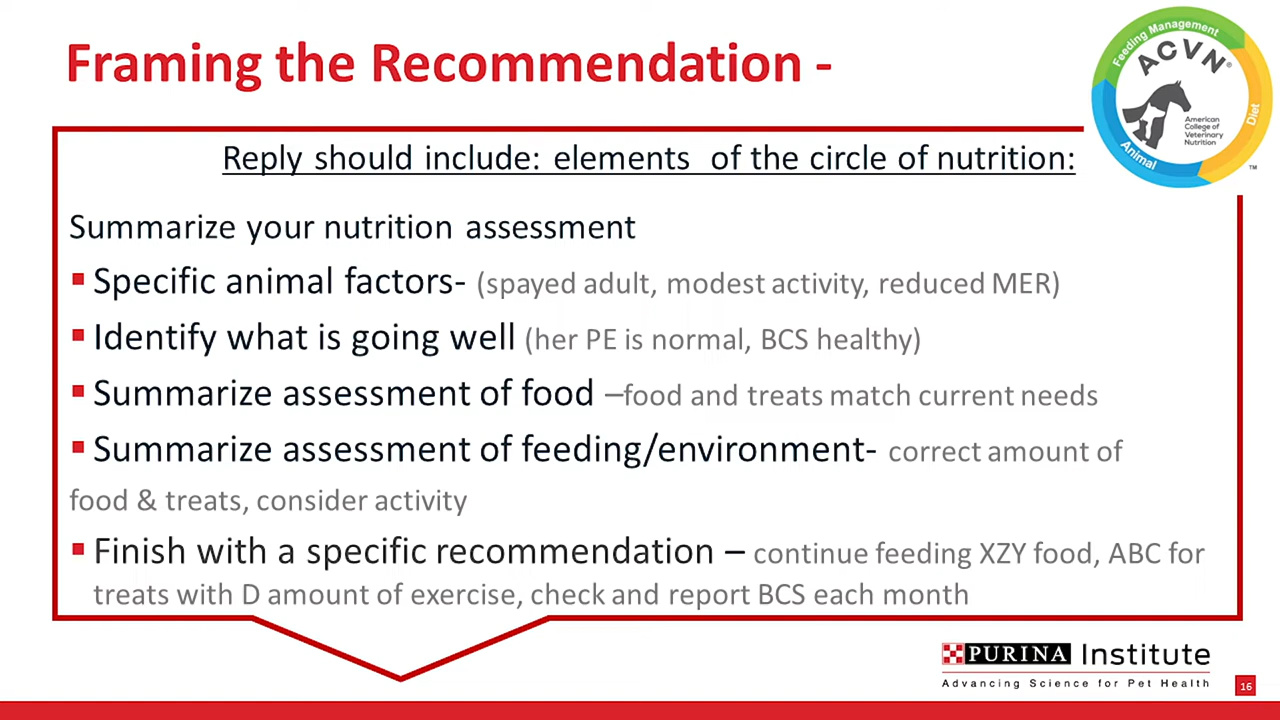 Framing the Recommendation -
Feeding Management
ACVN®
American
College of
Veterinary
Nutrition
Diet
Animal
™
Reply should include: elements  of the circle of nutrition:
Summarize your nutrition assessment
▪ Specific animal factors- (spayed adult, modest activity, reduced MER)
▪ Identify what is going well (her PE is normal, BCS healthy)
▪ Summarize assessment of food –food and treats match current needs
▪ Summarize assessment of feeding/environment- correct amount of
food & treats, consider activity
▪ Finish with a specific recommendation – continue feeding XZY food, ABC for
treats with D amount of exercise, check and report BCS each month
PURINA Institute
Advancing Science for Pet Health
16